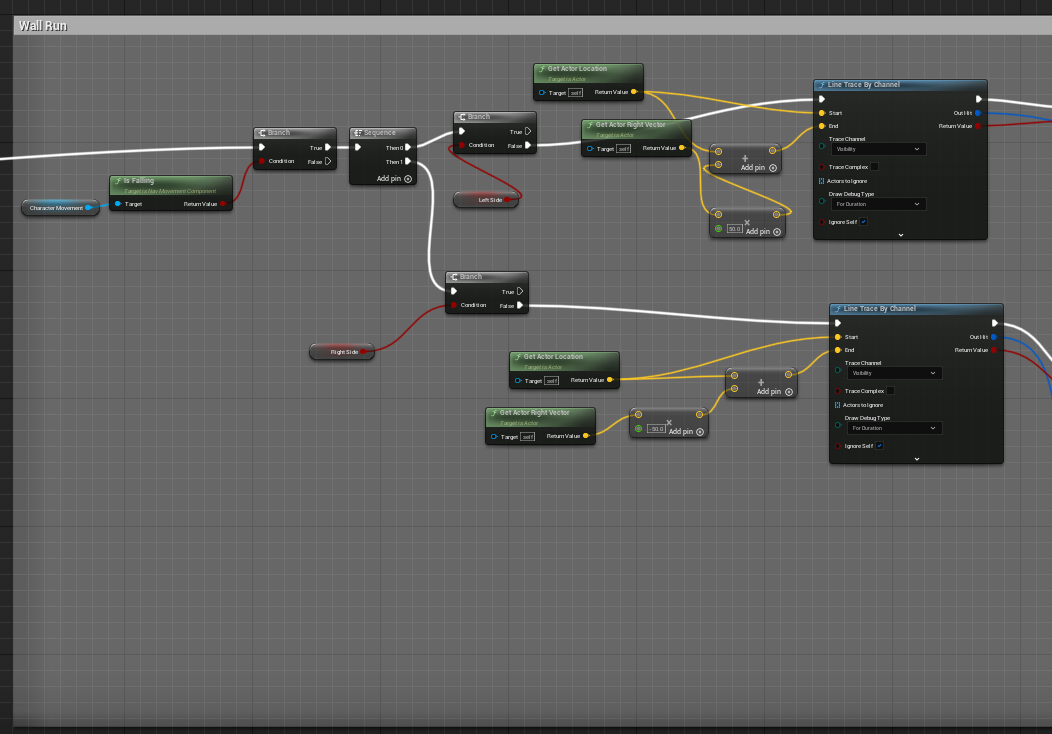 Wall Run
Get Actor Location
Target is Actor
Target self Return Value
Line Trace By Channel
Start Out Hit
End Return Value
Trace Channel
Visibility
Trace Complex
Actors to Ignore
Draw Debug Type
For Duration
Ignore Self
Branch
True
Condition False
Sequence
Then 0
Then 1
Add pin
Branch
True
Condition False
Get Actor Right Vector
Target is Actor
Target self Return Value
Add pin
Is Falling
Target is Nav Movement Component
Target Return Value
Character Movement
Left Side
50.0 Add pin
Branch
True
Condition False
Right Side
Line Trace By Channel
Start Out Hit
End Return Value
Trace Channel
Visibility
Trace Complex
Actors to Ignore
Draw Debug Type
For Duration
Ignore Self
Get Actor Location
Target is Actor
Target self Return Value
Add pin
Get Actor Right Vector
Target is Actor
Target self Return Value
-50.0 Add pin